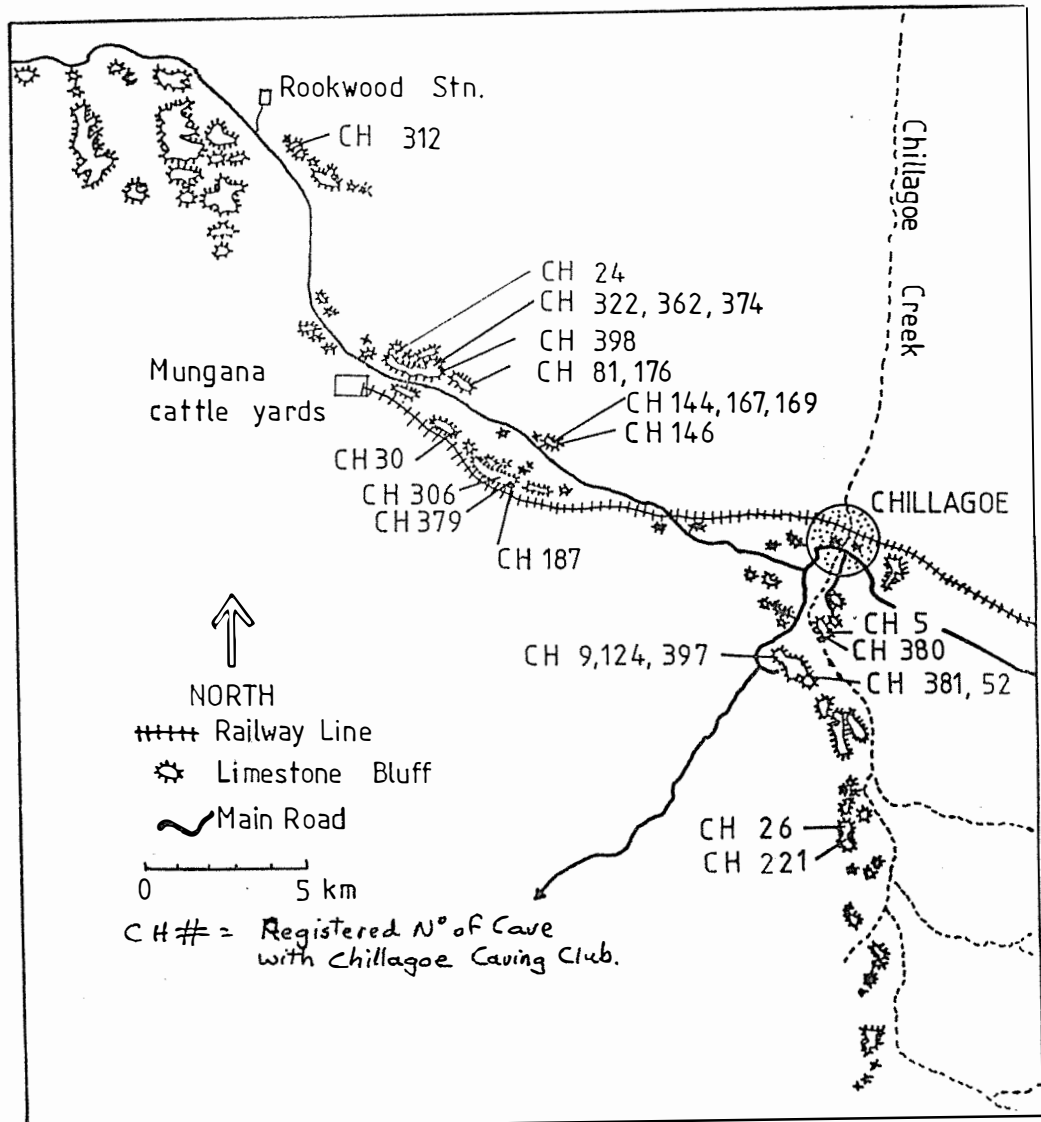 Rookwood Stn.
CH 312
Chillagoe Creek
CH 24
CH 322, 362, 374
CH 398
CH 81, 176
Mungana
cattle yards
CH 144, 167, 169
CH 146
CH 30
CH 306
CH 379
CH 187
CHILLAGOE
CH 5
CH 380
CH 9,124, 397
CH 381, 52
NORTH
Railway Line
Limestone Bluff
Main Road
CH 26
CH 221
0 5 km
CH# = Registered Nº of Cave
with Chillagoe Caving Club.